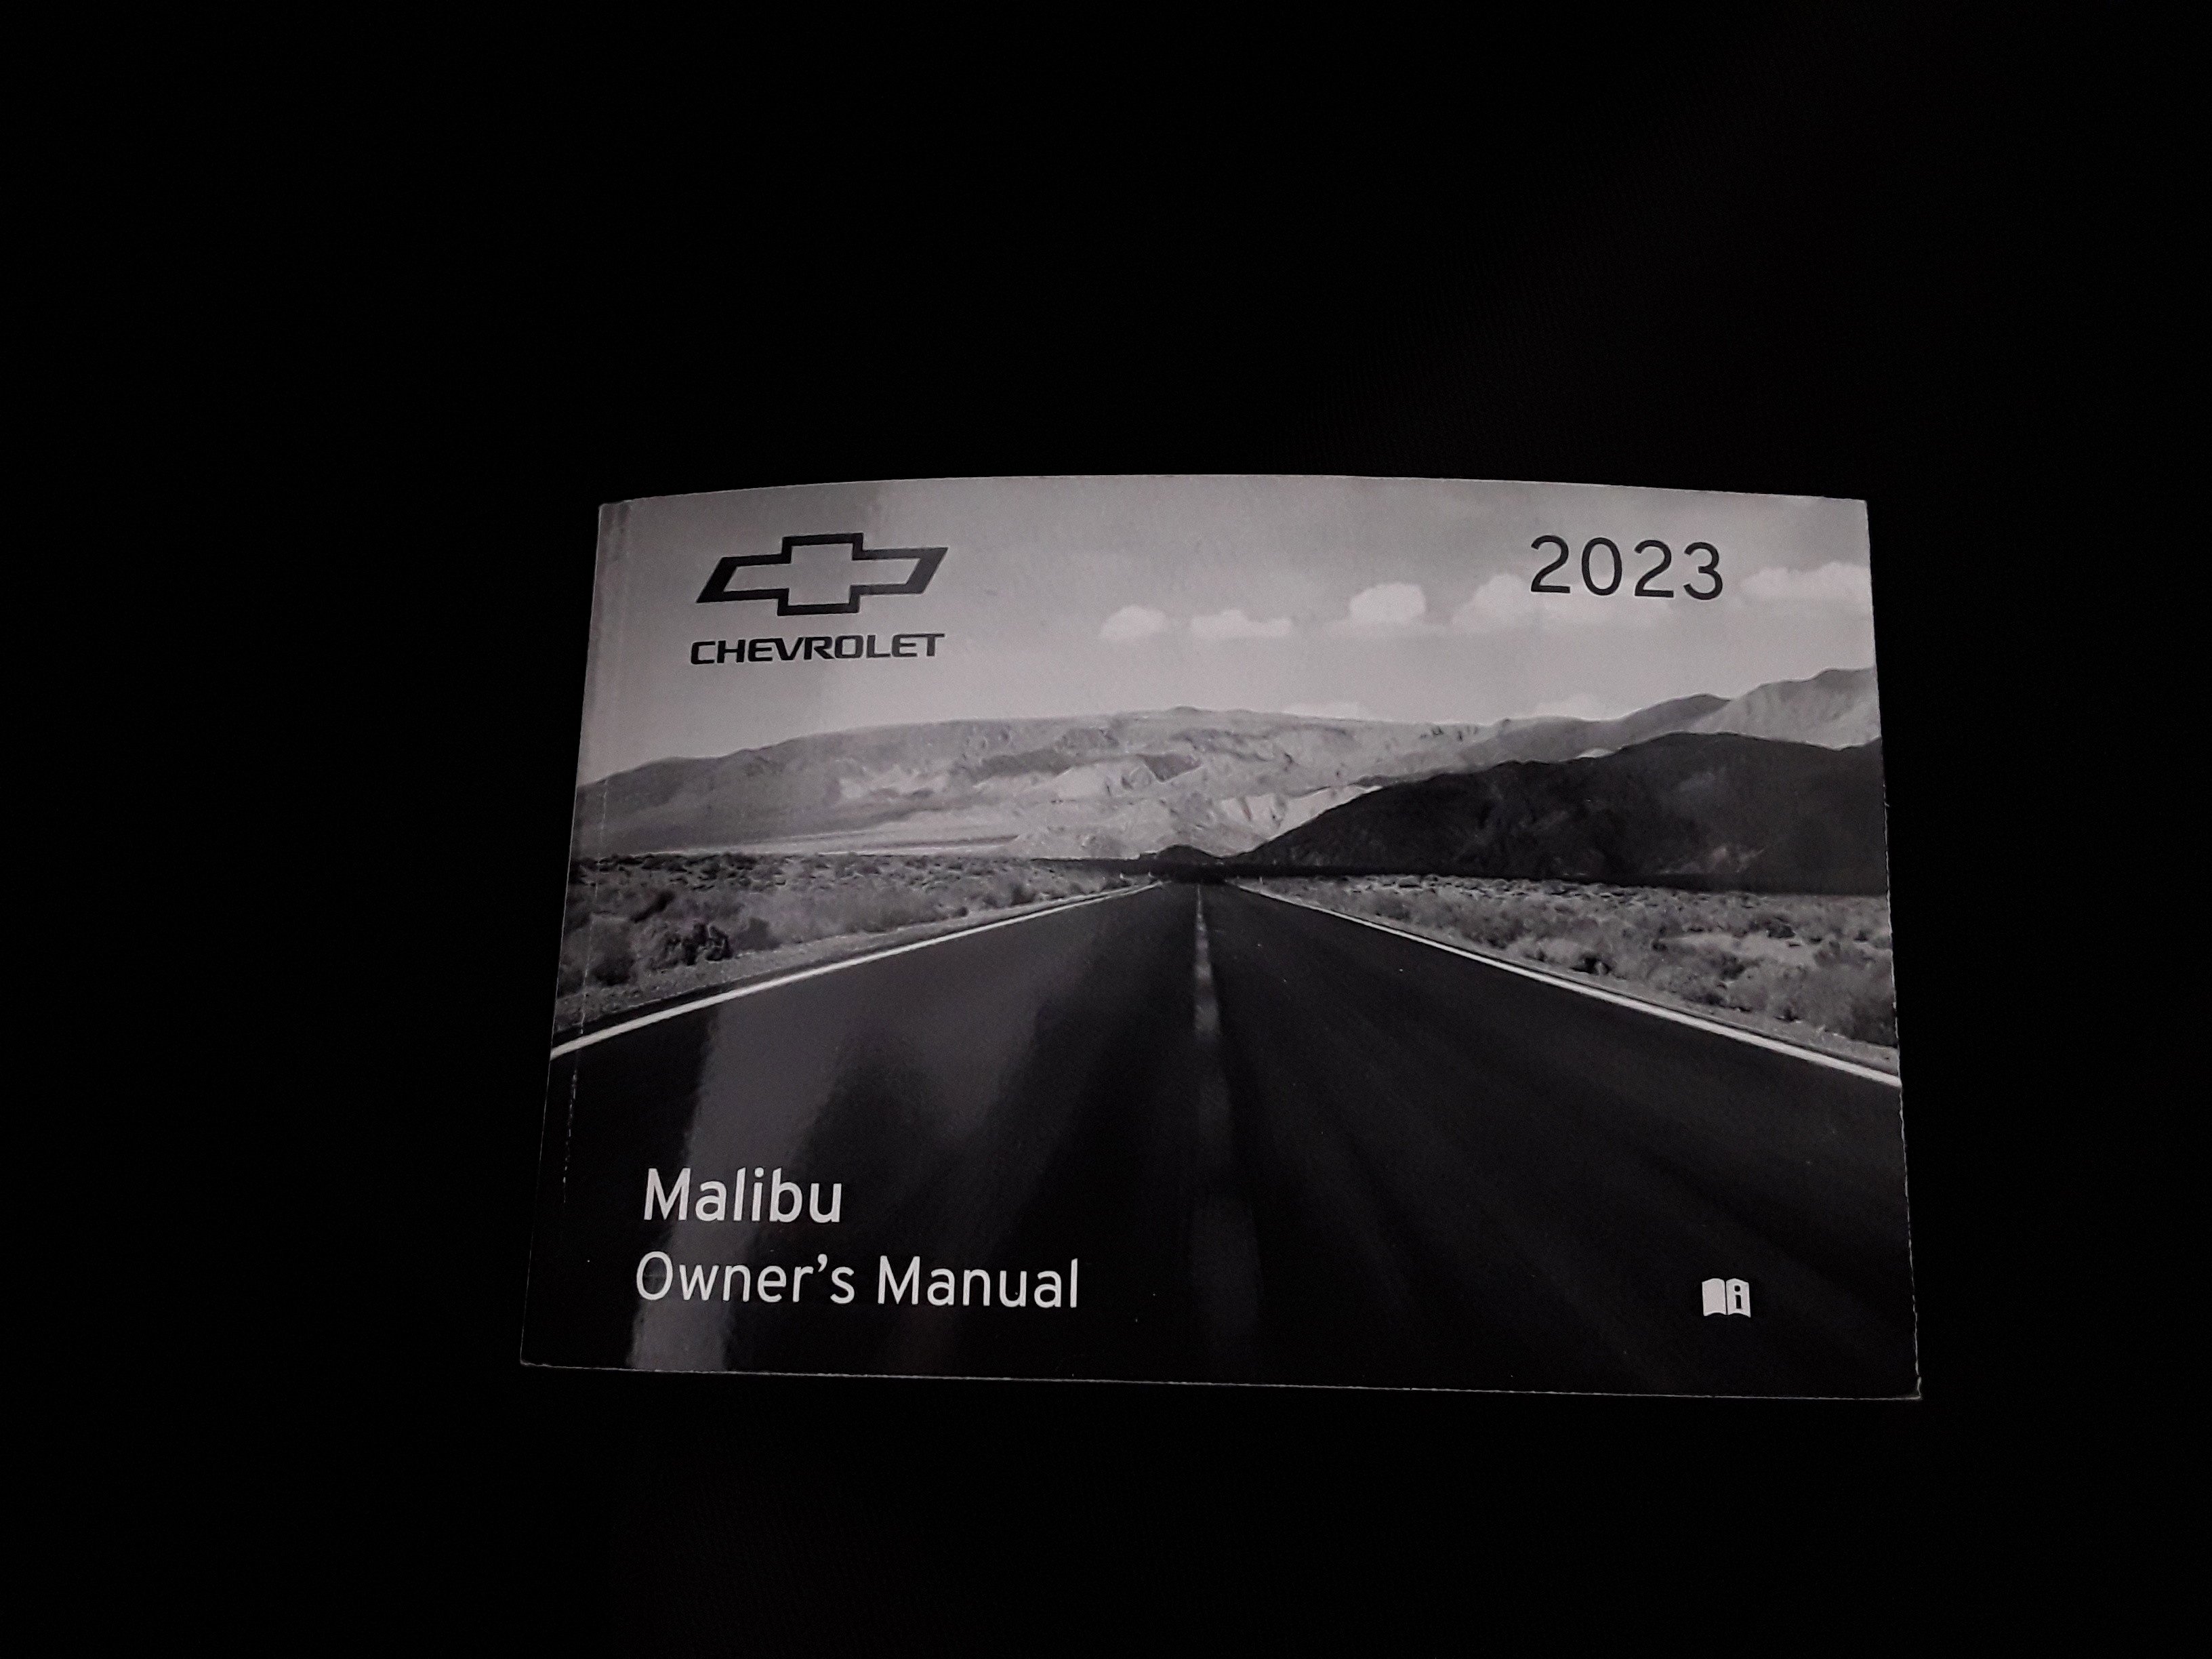 CHEVROLET
2023
Malibu
Owner's Manual